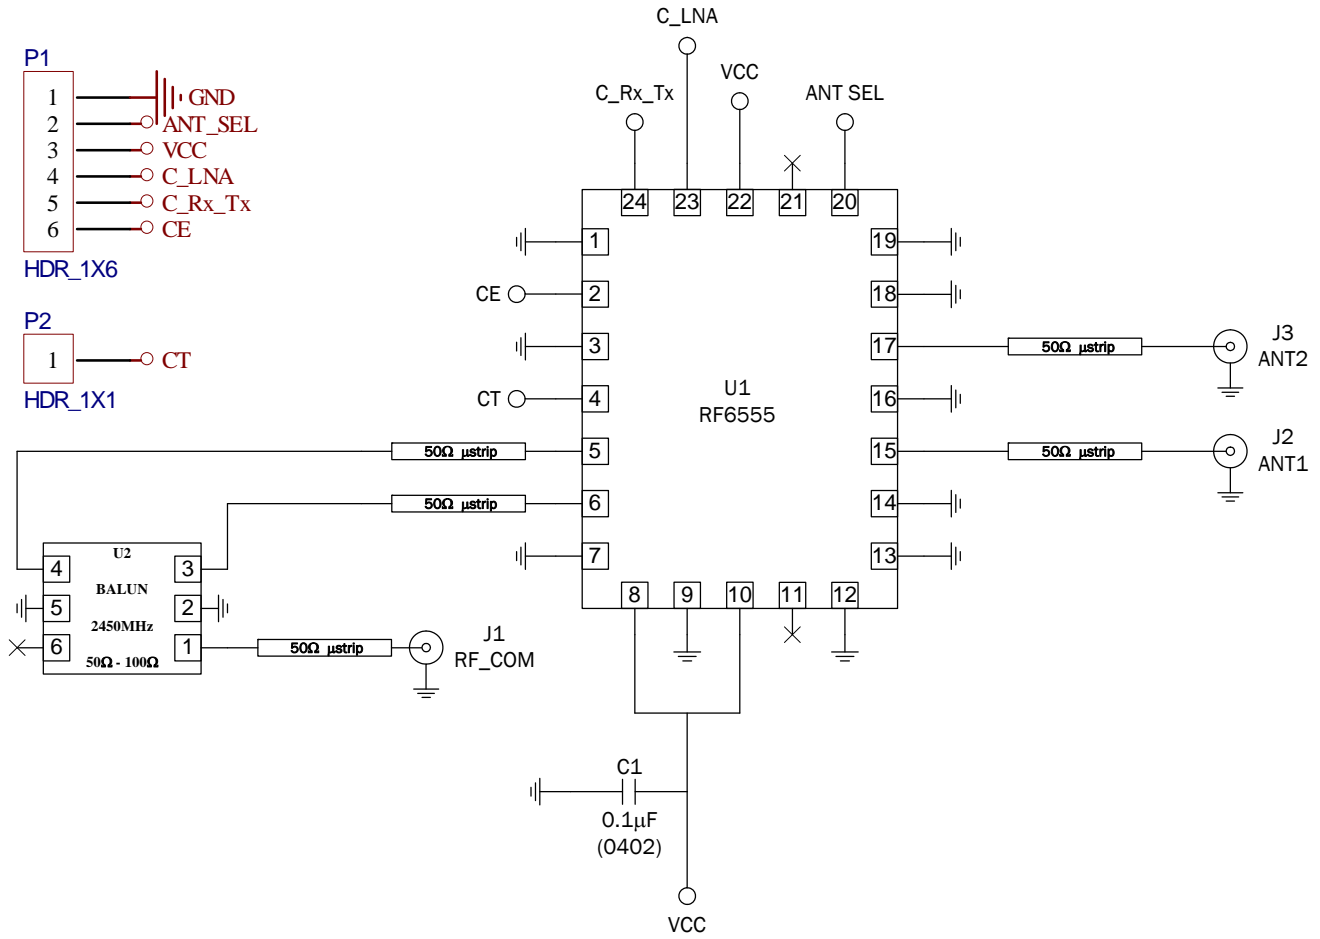 P1
1
GND
2
ANT_SEL
3
VCC
4
C_LNA
5
C_Rx_Tx
6
CE
HDR_1X6
P2
1
CT
HDR_1X1
C_LNA
VCC
C_Rx_Tx
ANT SEL
24
23
22
21
20
1
2
3
4
5
6
7
CE
CT
U1
RF6555
19
18
17
16
15
14
13
8
9
10
11
12
50Ω µstrip
J3
ANT2
50Ω µstrip
J2
ANT1
50Ω µstrip
50Ω µstrip
U2
4
3
BALUN
5
2
2450MHz
6
1
50Ω - 100Ω
50Ω µstrip
J1
RF_COM
C1
0.1µF
(0402)
VCC